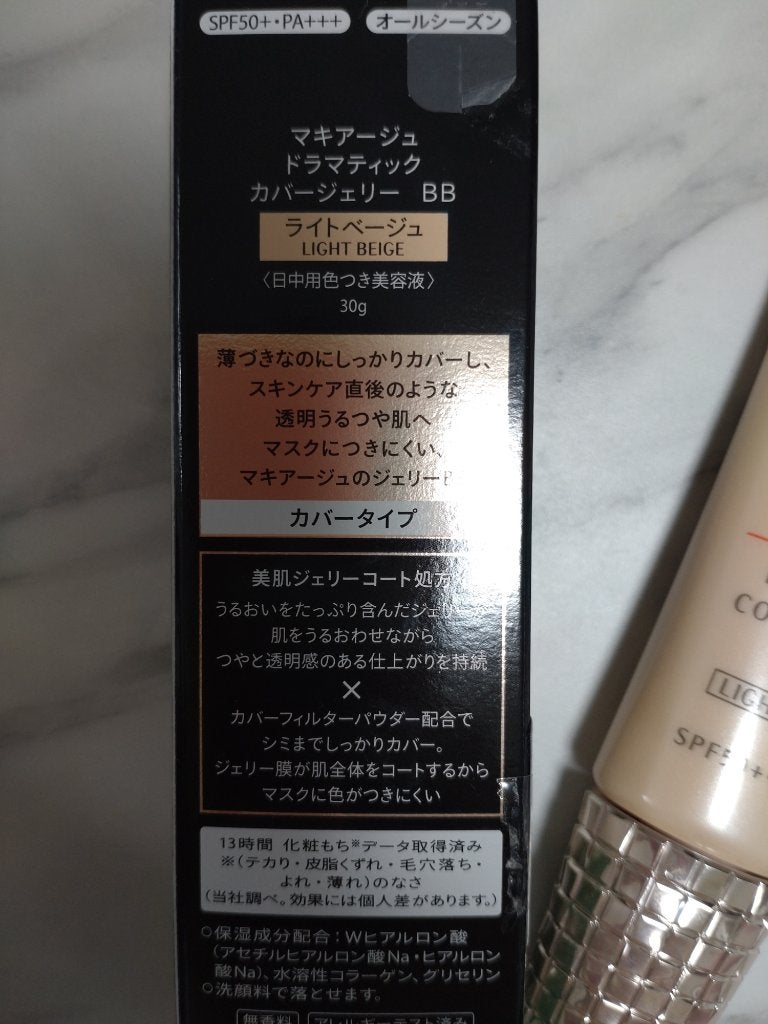 SPF50+・PA+++ オールシーズン
マキアージュ
ドラマティック
カバージェリー BB
ライトベージュ
LIGHT BEIGE
〈日中用色つき美容液〉
30g
薄づきなのにしっかりカバーし、
スキンケア直後のような
透明うるつや肌へ
マスクにつきにくい、
マキアージュのジェリーB
カバータイプ
美肌ジェリーコート処方
うるおいをたっぷり含んだジェリー
肌をうるおわせながら
つやと透明感のある仕上がりを持続
×
カバーフィルターパウダー配合で
シミまでしっかりカバー。
ジェリー膜が肌全体をコートするから
マスクに色がつきにくい
13時間 化粧もち※データ取得済み
※(テカリ・皮脂くずれ・毛穴落ち・
よれ・薄れ)のなさ
(当社調べ。効果には個人差があります。)
○保湿成分配合:Wヒアルロン酸
(アセチルヒアルロン酸Na・ヒアルロン
酸Na)、水溶性コラーゲン、グリセリン
○洗顔料で落とせます。
無香料 アレルギーテスト済み
CO
LIGH
SPF50+